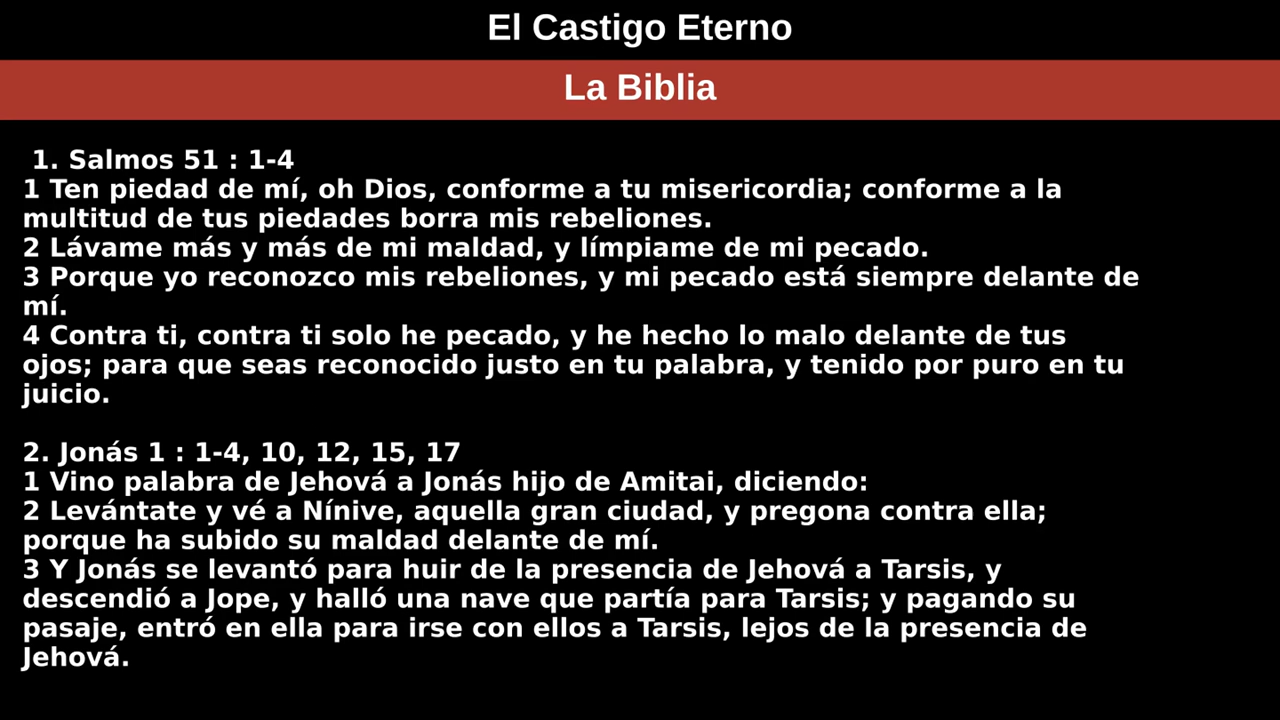 El Castigo Eterno
La Biblia
1. Salmos 51 : 1-4
1 Ten piedad de mí, oh Dios, conforme a tu misericordia; conforme a la
multitud de tus piedades borra mis rebeliones.
2 Lávame más y más de mi maldad, y límpiame de mi pecado.
3 Porque yo reconozco mis rebeliones, y mi pecado está siempre delante de
mí.
4 Contra ti, contra ti solo he pecado, y he hecho lo malo delante de tus
ojos; para que seas reconocido justo en tu palabra, y tenido por puro en tu
juicio.
2. Jonás 1 : 1-4, 10, 12, 15, 17
1 Vino palabra de Jehová a Jonás hijo de Amitai, diciendo:
2 Levántate y vé a Nínive, aquella gran ciudad, y pregona contra ella;
porque ha subido su maldad delante de mí.
3 Y Jonás se levantó para huir de la presencia de Jehová a Tarsis, y
descendió a Jope, y halló una nave que partía para Tarsis; y pagando su
pasaje, entró en ella para irse con ellos a Tarsis, lejos de la presencia de
Jehová.